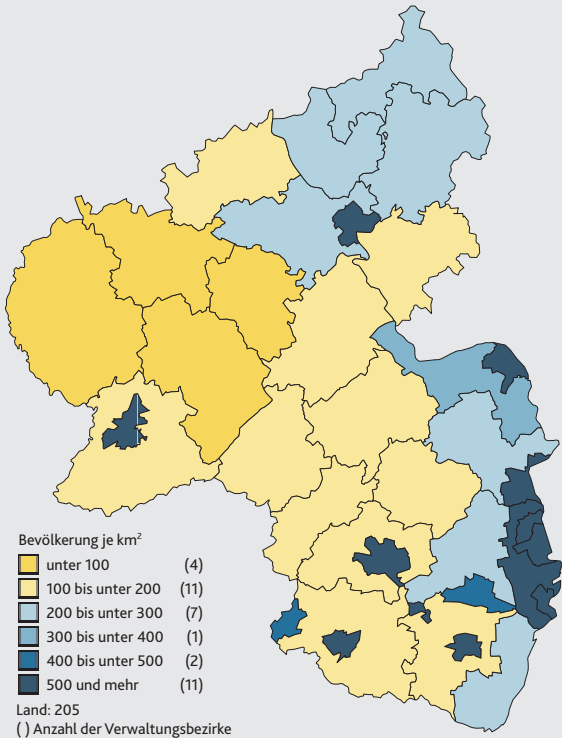 Bevölkerung je km²
unter 100 (4)
100 bis unter 200 (11)
200 bis unter 300 (7)
300 bis unter 400 (1)
400 bis unter 500 (2)
500 und mehr (11)
Land: 205
( ) Anzahl der Verwaltungsbezirke